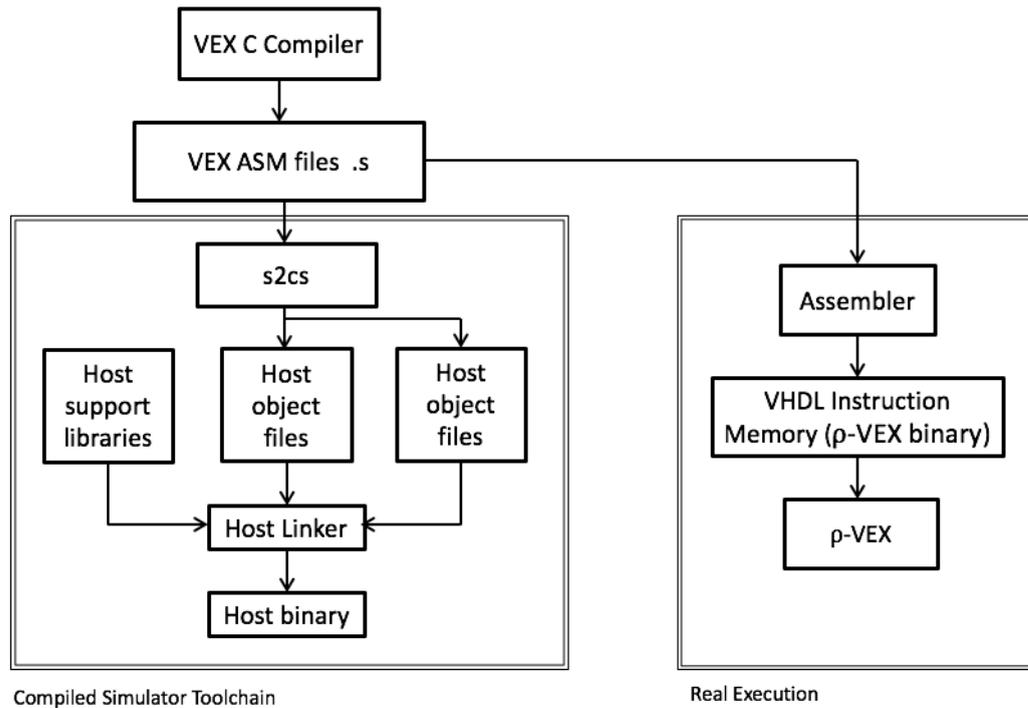 VEX C Compiler
VEX ASM files .s
s2cs
Host
support
libraries
Host
object
files
Host
object
files
Host Linker
Host binary
Compiled Simulator Toolchain
Assembler
VHDL Instruction
Memory (ρ-VEX binary)
ρ-VEX
Real Execution